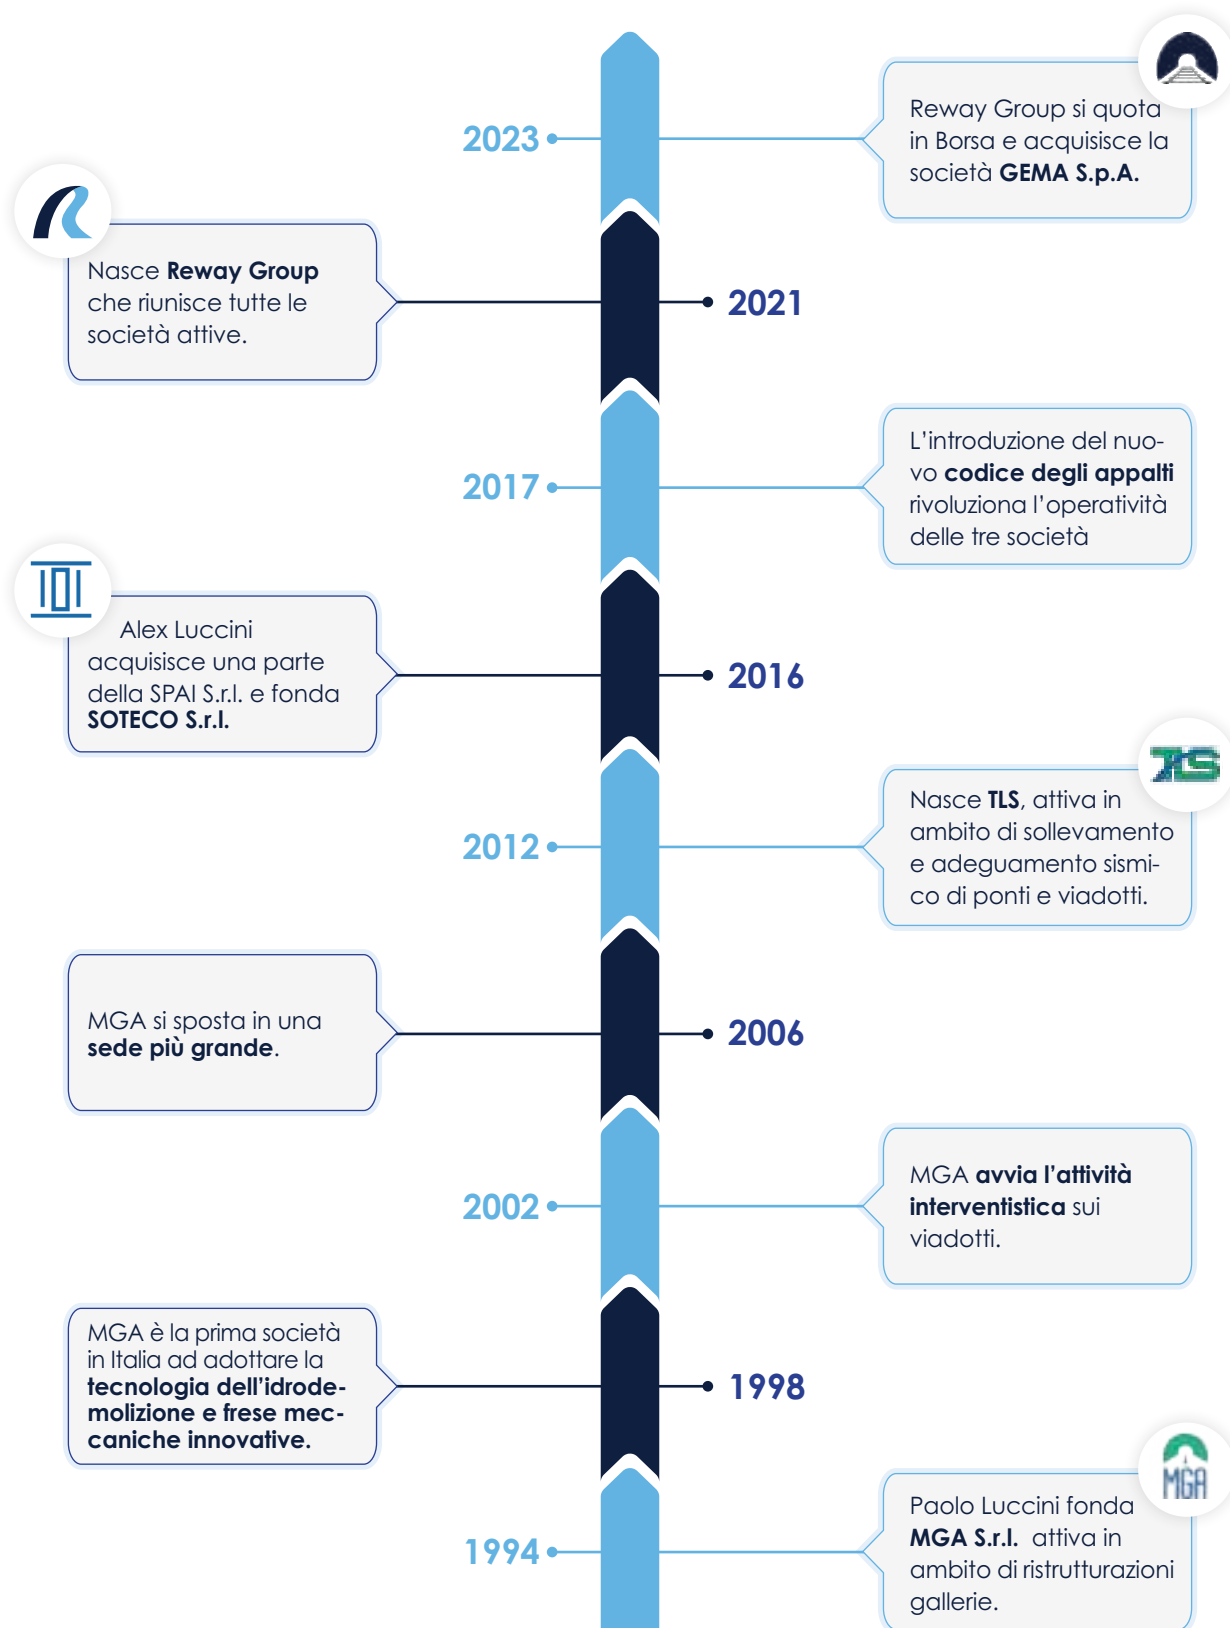 2023
Reway Group si quota
in Borsa e acquisisce la
società GEMA S.p.A.
Nasce Reway Group
che riunisce tutte le
società attive.
2021
2017
L'introduzione del nuo-
vo codice degli appalti
rivoluziona l'operatività
delle tre società
Alex Luccini
acquisisce una parte
della SPAI S.r.l. e fonda
SOTECO S.r.l.
2016
TLS
2012
Nasce TLS, attiva in
ambito di sollevamento
e adeguamento sismi-
co di ponti e viadotti.
MGA si sposta in una
sede più grande.
2006
2002
MGA avvia l'attività
interventistica sui
viadotti.
MGA è la prima società
in Italia ad adottare la
tecnologia dell'idrode-
molizione e frese mec-
caniche innovative.
1998
MGA
1994
Paolo Luccini fonda
MGA S.r.l. attiva in
ambito di ristrutturazioni
gallerie.